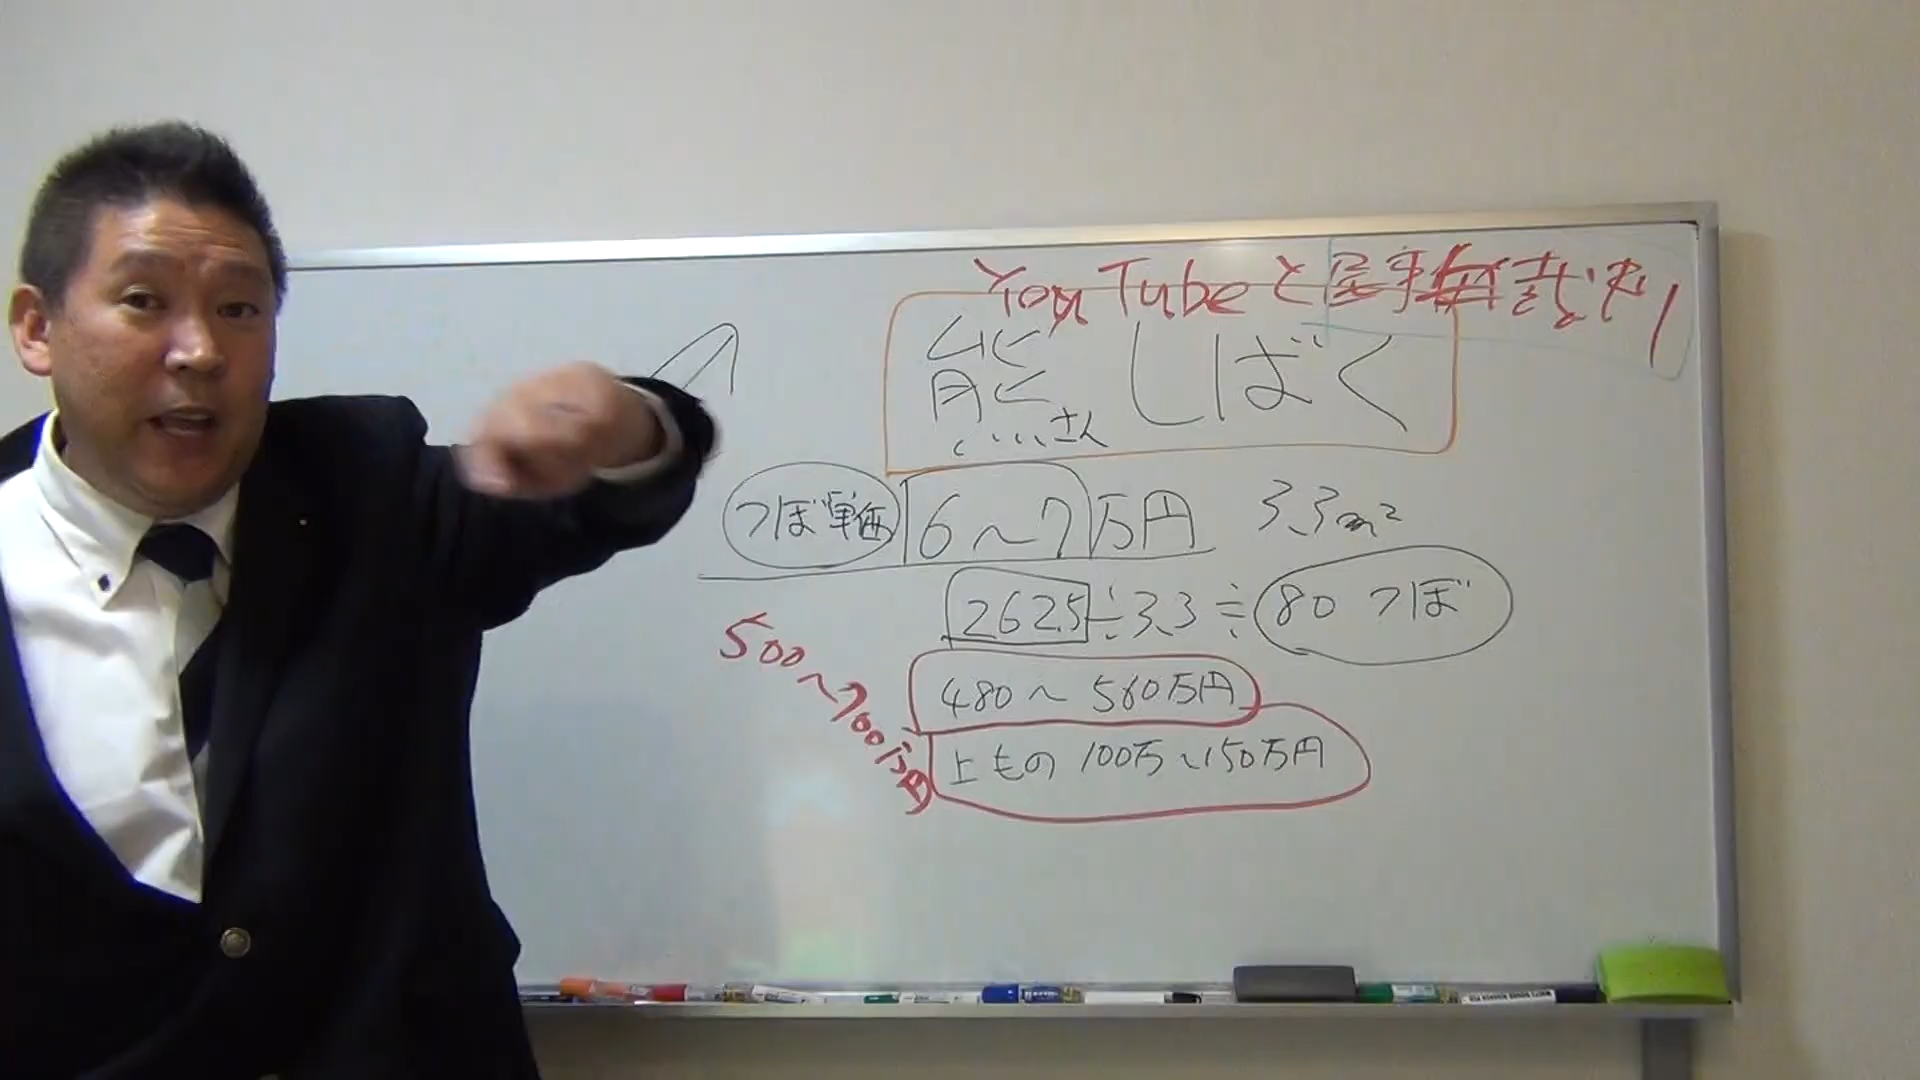 YouTubeと
熊さん しばく
つぼ単価 6〜7万円 3.3m²
262.5÷3.3≒80つぼ
480〜560万円
上もの 100万〜150万円
500〜700万円